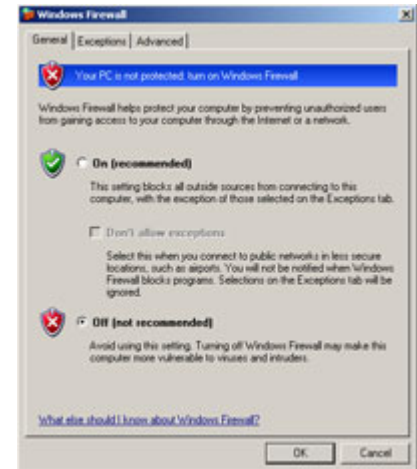 Windows Firewall
General Exceptions Advanced
Your PC is not protected: turn on Windows Firewall
Windows Firewall helps protect your computer by preventing unauthorized users
from gaining access to your computer through the Internet or a network.
On (recommended)
This setting blocks all outside sources from connecting to this
computer, with the exception of those selected on the Exceptions tab.
Don't allow exceptions
Select this when you connect to public networks in less secure
locations, such as airports. You will not be notified when Windows
Firewall blocks programs. Selections on the Exceptions tab will be
ignored.
Off (not recommended)
Avoid using this setting. Turning off Windows Firewall may make this
computer more vulnerable to viruses and intruders.
What else should I know about Windows Firewall?
OK Cancel